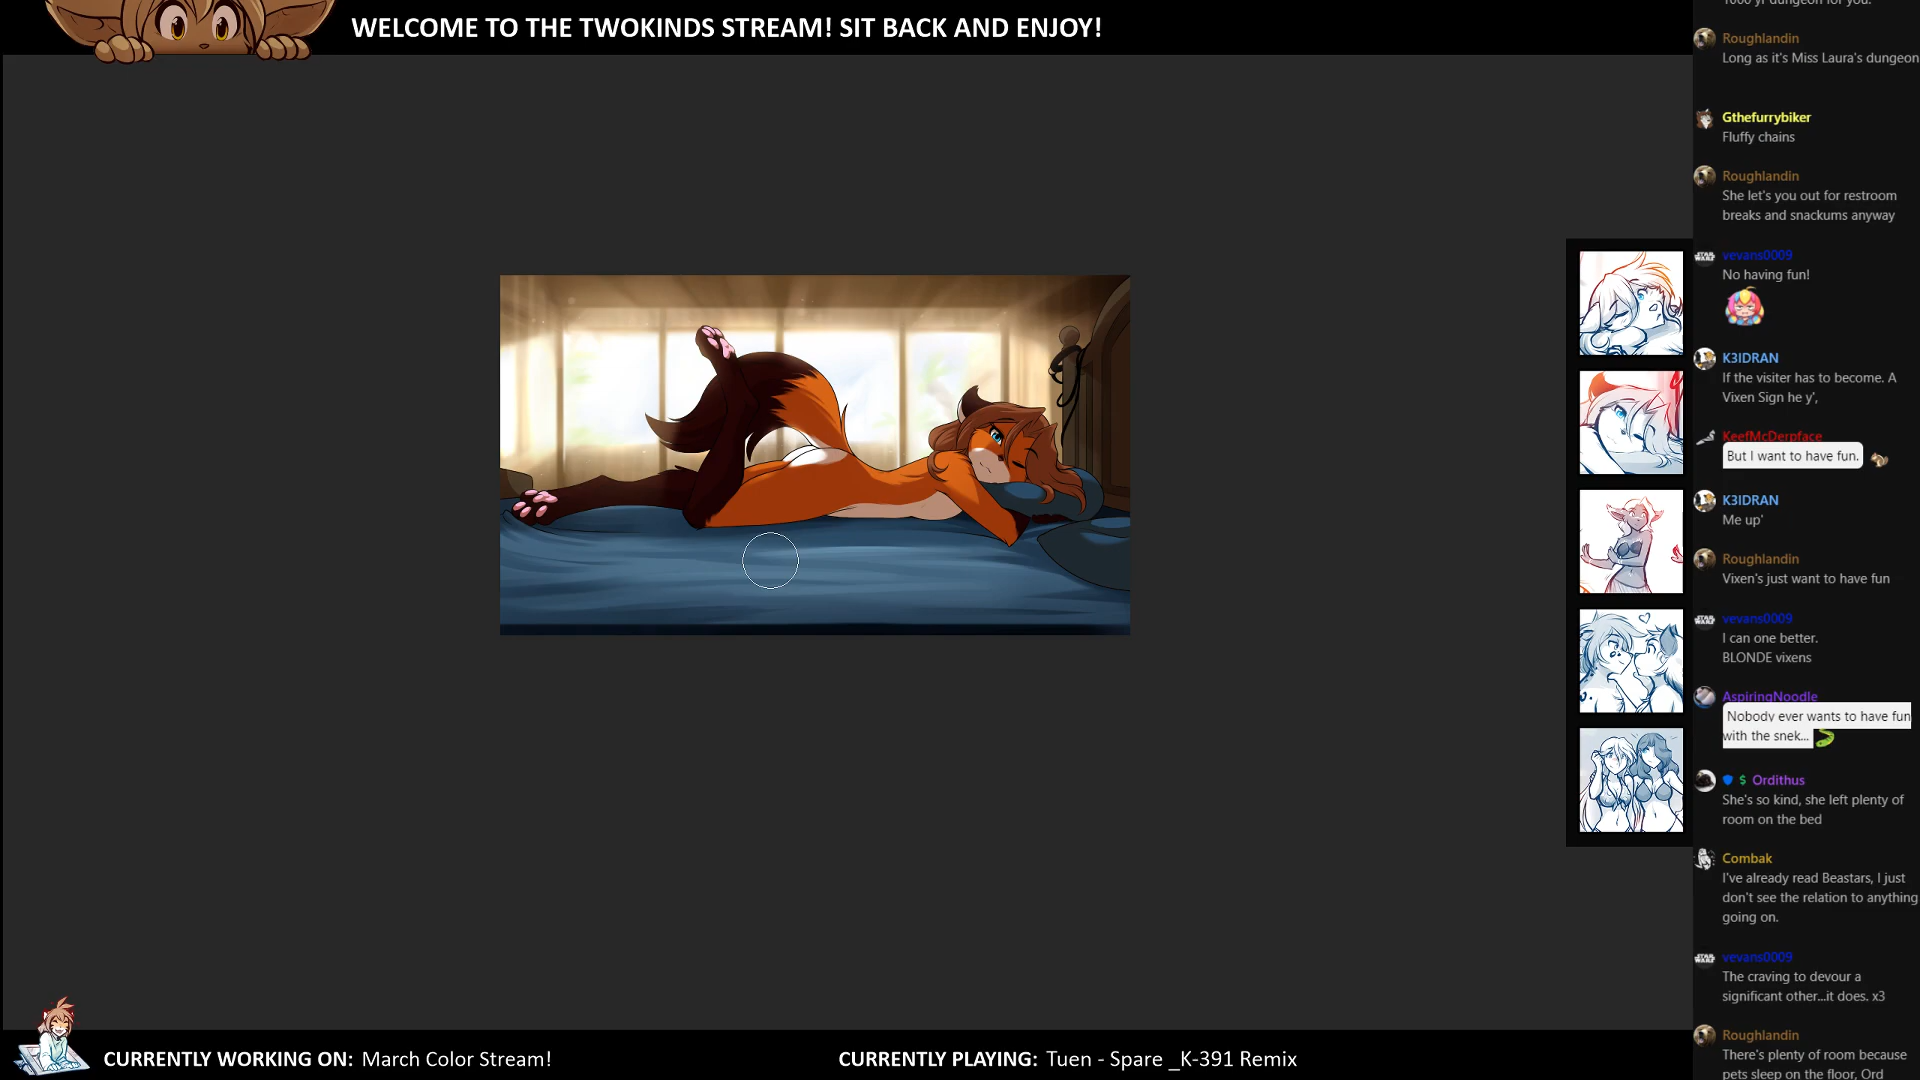 WELCOME TO THE TWOKINDS STREAM! SIT BACK AND ENJOY!
1000 yr dungeon for you.
Roughlandin
Long as it's Miss Laura's dungeon
Gthefurrybiker
Fluffy chains
Roughlandin
She let's you out for restroom
breaks and snackums anyway
vevans0009
No having fun!
K3IDRAN
If the visiter has to become. A
Vixen Sign he y',
KeefMcDerpface
But I want to have fun.
K3IDRAN
Me up'
Roughlandin
Vixen's just want to have fun
vevans0009
I can one better.
BLONDE vixens
AspiringNoodle
Nobody ever wants to have fun
with the snek...
$ Ordithus
She's so kind, she left plenty of
room on the bed
Combak
I've already read Beastars, I just
don't see the relation to anything
going on.
vevans0009
The craving to devour a
significant other...it does. x3
Roughlandin
There's plenty of room because
pets sleep on the floor, Ord
CURRENTLY WORKING ON: March Color Stream!
CURRENTLY PLAYING: Tuen - Spare _K-391 Remix